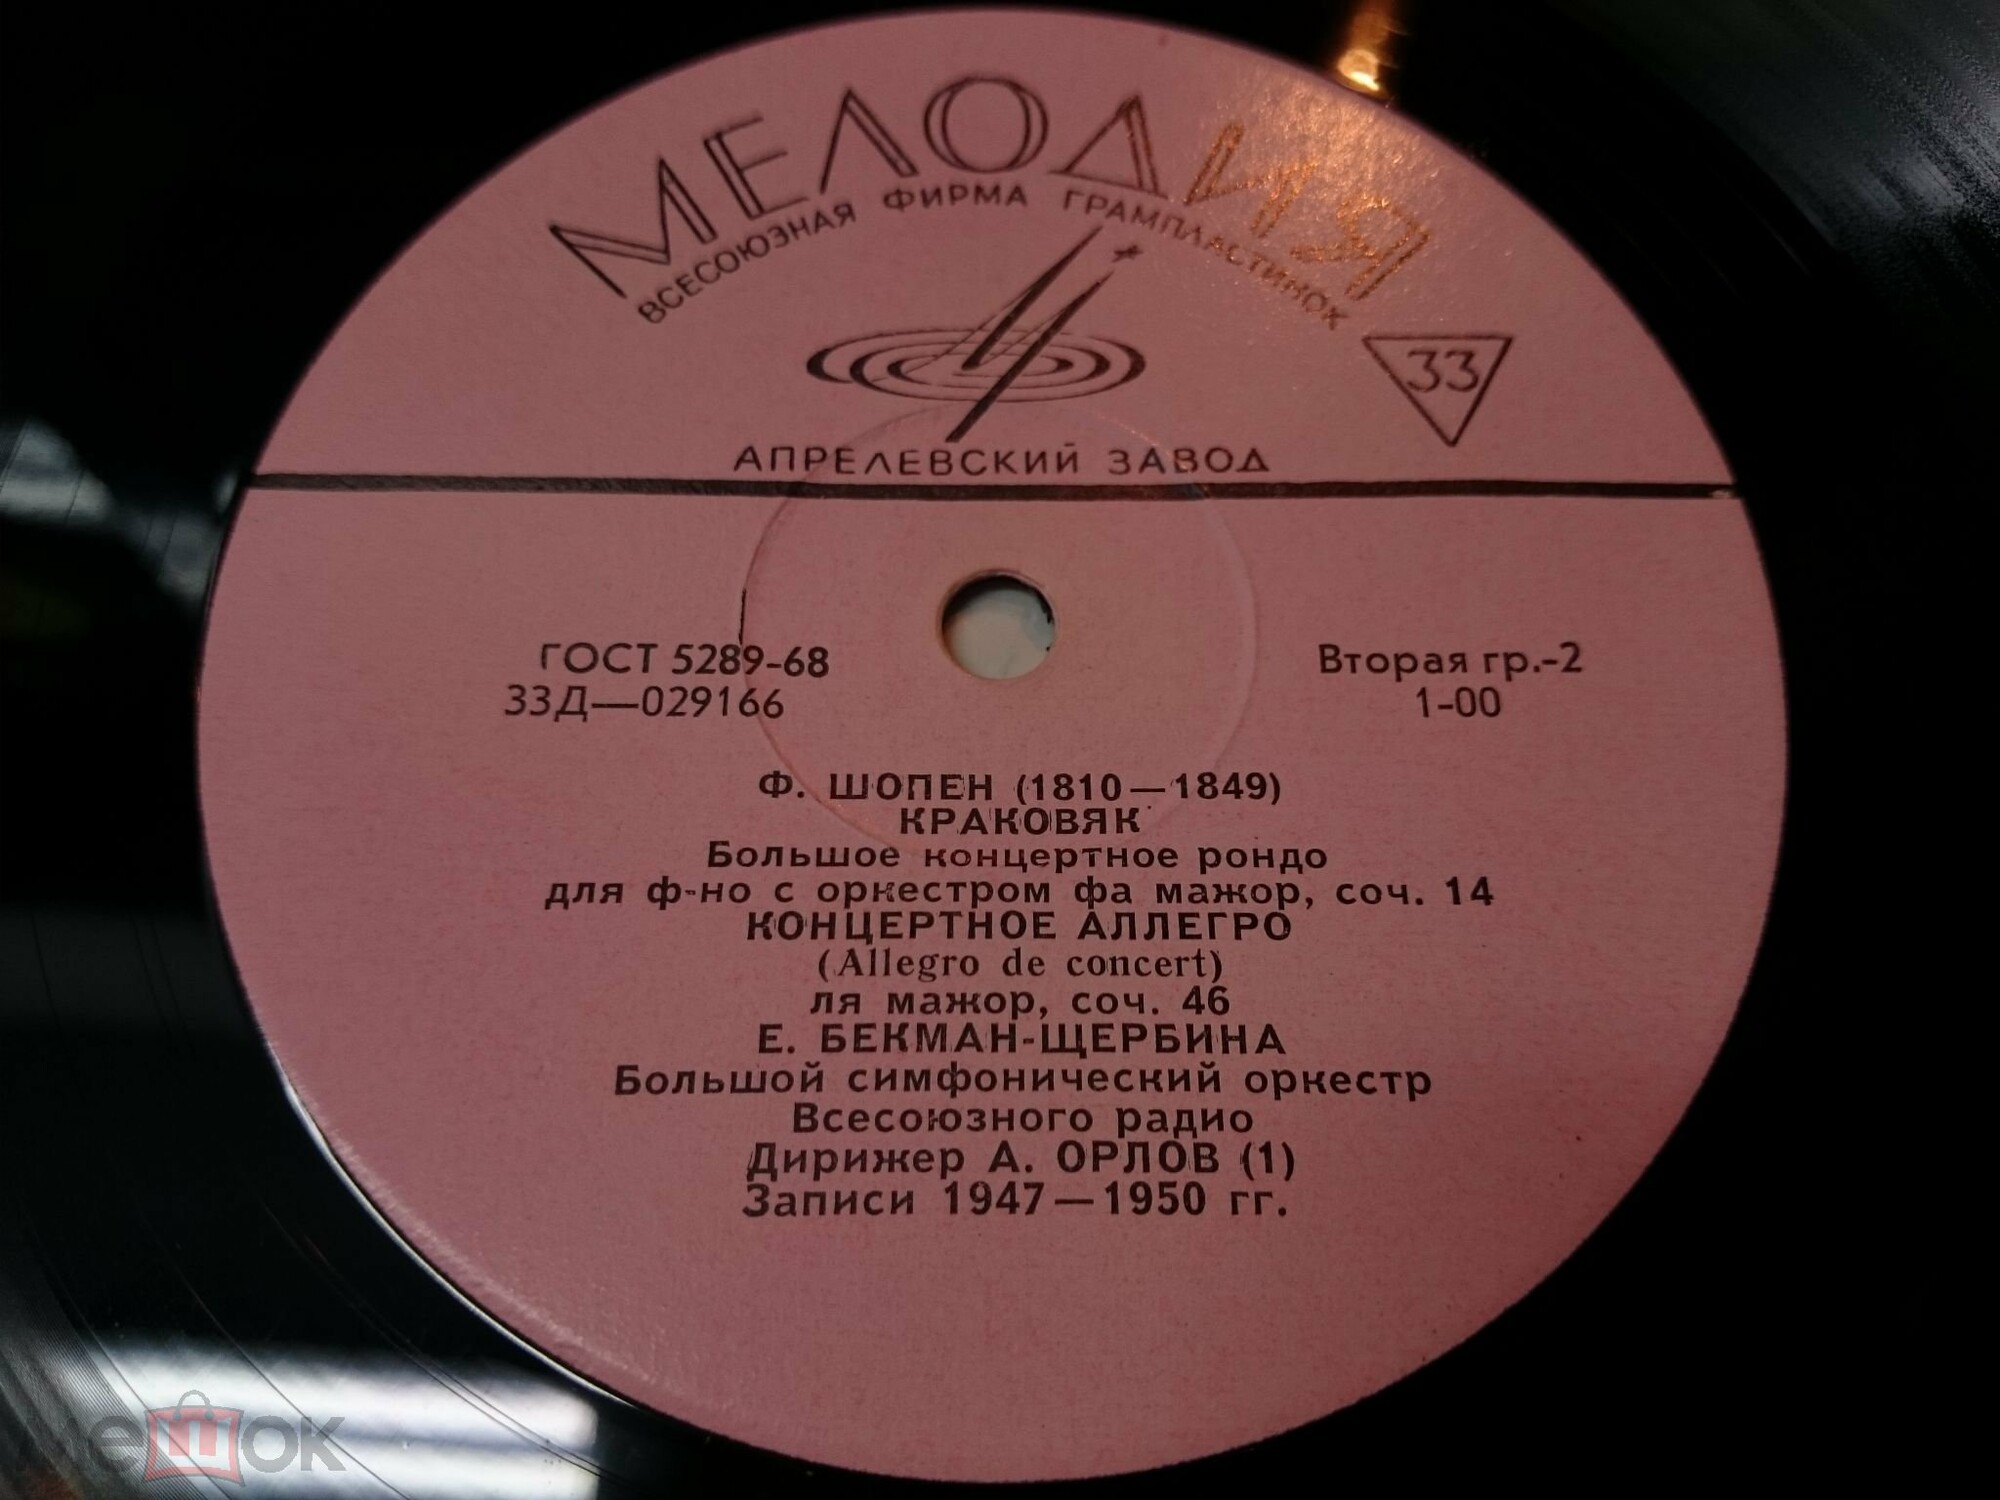 МЕЛОДИЯ
ВСЕСОЮЗНАЯ ФИРМА ГРАМПЛАСТИНОК
33
АПРЕЛЕВСКИЙ ЗАВОД
ГОСТ 5289-68
33Д—029166
Вторая гр.-2
1-00
Ф. ШОПЕН (1810—1849)
КРАКОВЯК
Большое концертное рондо
для ф-но с оркестром фа мажор, соч. 14
КОНЦЕРТНОЕ АЛЛЕГРО
(Allegro de concert)
ля мажор, соч. 46
Е. БЕКМАН-ЩЕРБИНА
Большой симфонический оркестр
Всесоюзного радио
Дирижер А. ОРЛОВ (1)
Записи 1947—1950 гг.
мешок